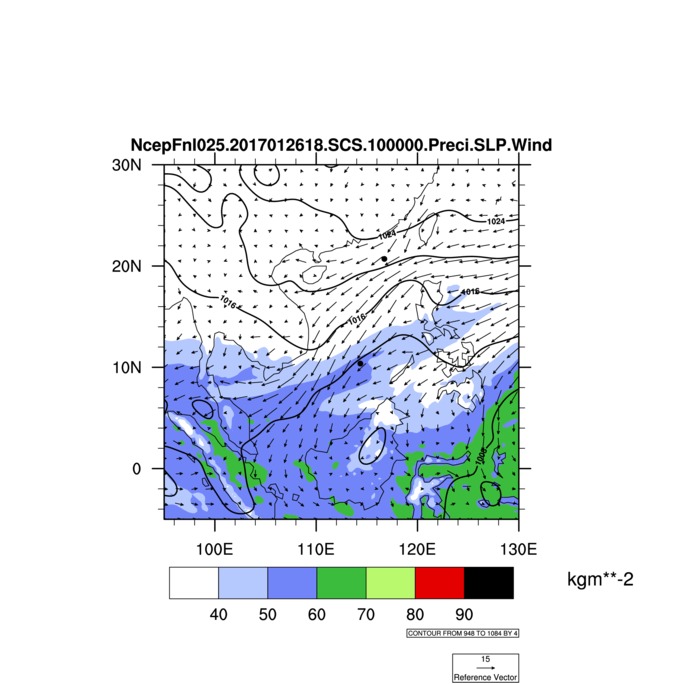 NcepFnl025.2017012618.SCS.100000.Preci.SLP.Wind
30N
1024
1024
20N
1016
1016
1016
10N
1008
0
100E 110E 120E 130E
40 50 60 70 80 90
kgm**-2
CONTOUR FROM 948 TO 1084 BY 4
15
Reference Vector